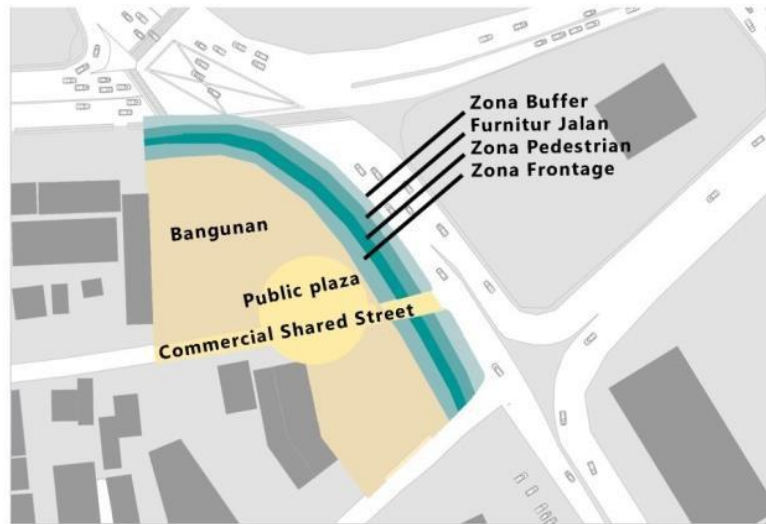 Zona Buffer
Furnitur Jalan
Zona Pedestrian
Zona Frontage
Bangunan
Public plaza
Commercial Shared Street